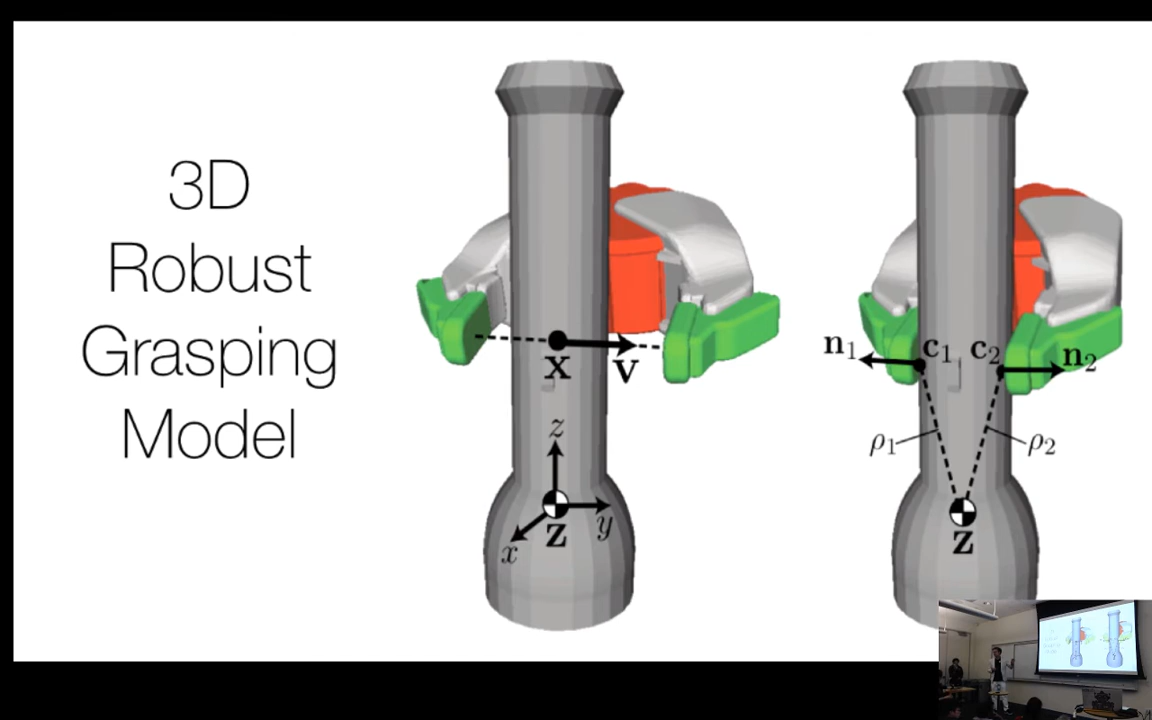 3D
Robust
Grasping
Model
x
v
z
y
x
z
n1
c1
c2
n2
ρ1
ρ2
z